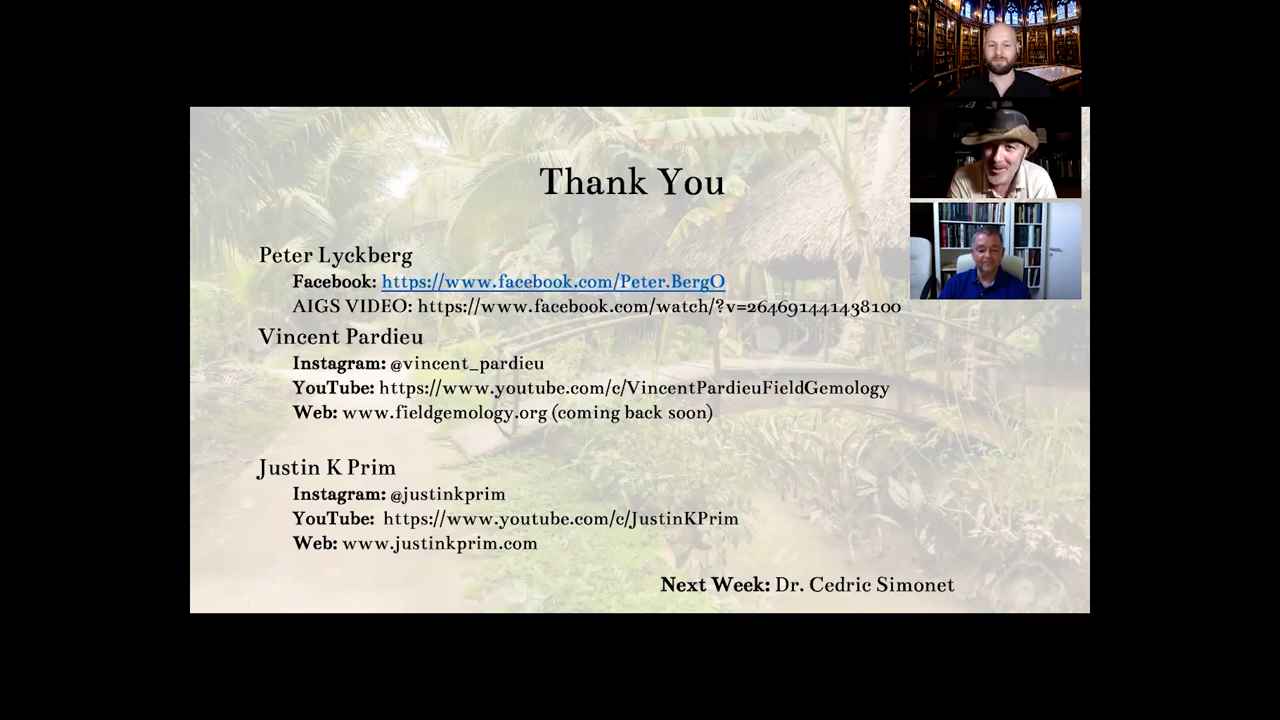 Thank You
Peter Lyckberg
Facebook: https://www.facebook.com/Peter.BergO
AIGS VIDEO: https://www.facebook.com/watch/?v=264691441438100
Vincent Pardieu
Instagram: @vincent_pardieu
YouTube: https://www.youtube.com/c/VincentPardieuFieldGemology
Web: www.fieldgemology.org (coming back soon)
Justin K Prim
Instagram: @justinkprim
YouTube: https://www.youtube.com/c/JustinKPrim
Web: www.justinkprim.com
Next Week: Dr. Cedric Simonet